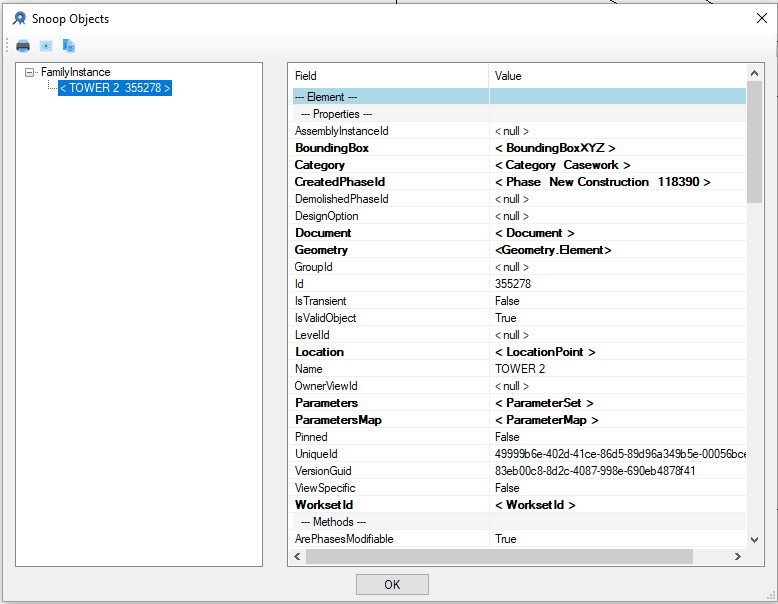 Snoop Objects
FamilyInstance
< TOWER 2 355278 >
Field Value
--- Element ---
--- Properties ---
AssemblyInstanceId < null >
BoundingBox < BoundingBoxXYZ >
Category < Category Casework >
CreatedPhaseId < Phase New Construction 118390 >
DemolishedPhaseId < null >
DesignOption < null >
Document < Document >
Geometry <Geometry.Element>
GroupId < null >
Id 355278
IsTransient False
IsValidObject True
LevelId < null >
Location < LocationPoint >
Name TOWER 2
OwnerViewId < null >
Parameters < ParameterSet >
ParametersMap < ParameterMap >
Pinned False
UniqueId 49999b6e-402d-41ce-86d5-89d96a349b5e-00056bce
VersionGuid 83eb00c8-8d2c-4087-998e-690eb4878f41
ViewSpecific False
WorksetId < WorksetId >
--- Methods ---
ArePhasesModifiable True
OK